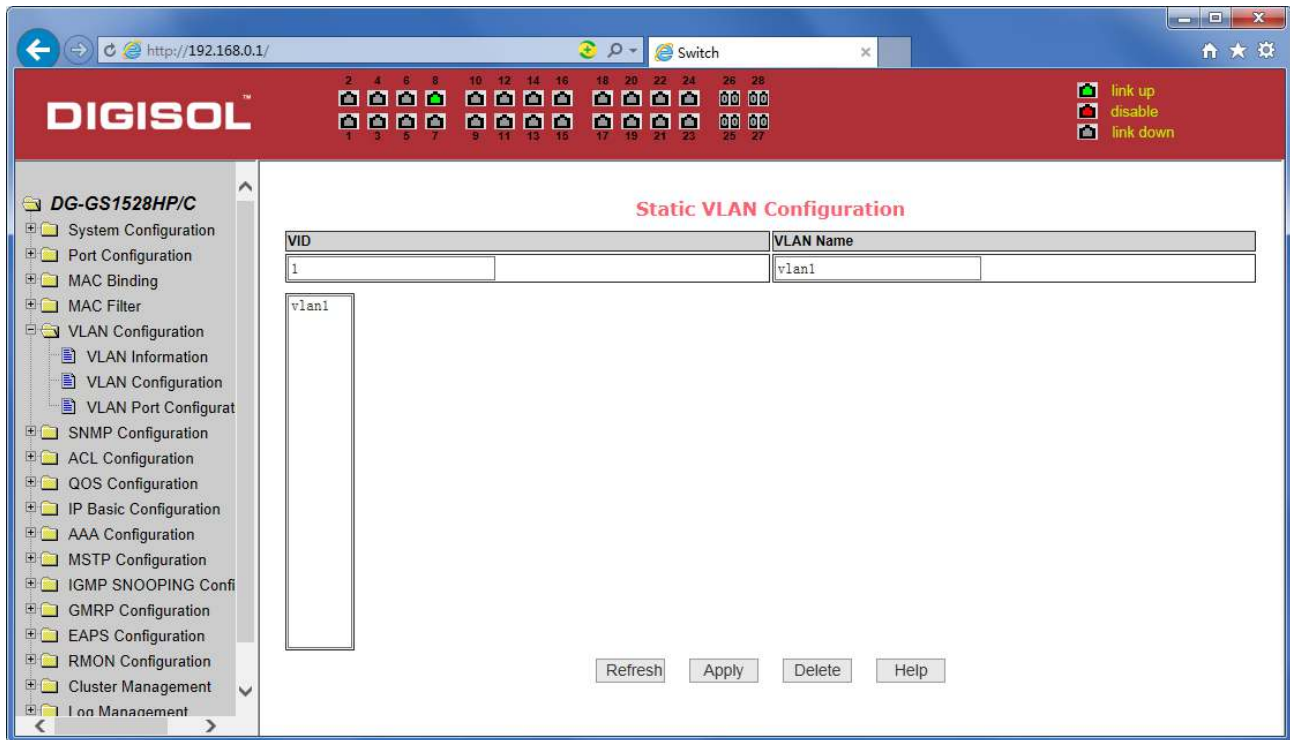 http://192.168.0.1/
Switch
DIGISOL™
2 4 6 8 10 12 14 16 18 20 22 24 26 28
1 3 5 7 9 11 13 15 17 19 21 23 25 27
link up
disable
link down
DG-GS1528HP/C
System Configuration
Port Configuration
MAC Binding
MAC Filter
VLAN Configuration
VLAN Information
VLAN Configuration
VLAN Port Configurat
SNMP Configuration
ACL Configuration
QOS Configuration
IP Basic Configuration
AAA Configuration
MSTP Configuration
IGMP SNOOPING Confi
GMRP Configuration
EAPS Configuration
RMON Configuration
Cluster Management
Log Management
Static VLAN Configuration
VID VLAN Name
1 vlan1
vlan1
Refresh Apply Delete Help